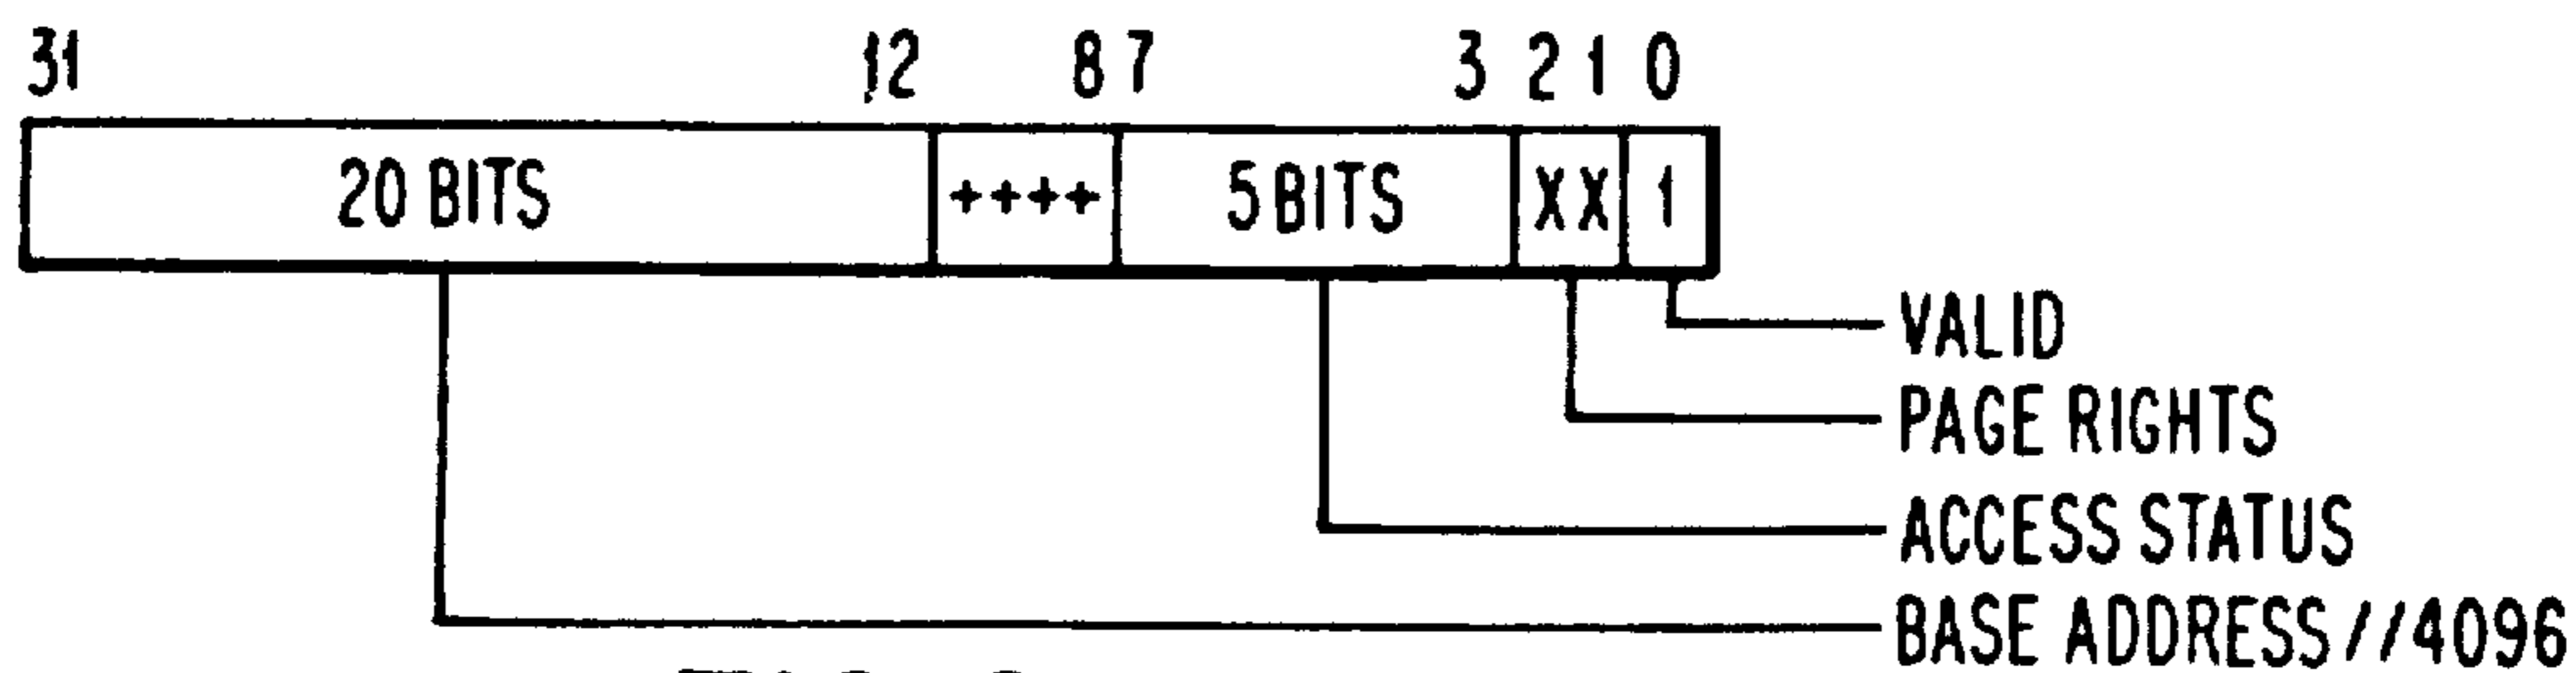 31 12 8 7 3 2 1 0
20 BITS ++++ 5 BITS X X 1
VALID
PAGE RIGHTS
ACCESS STATUS
BASE ADDRESS//4096